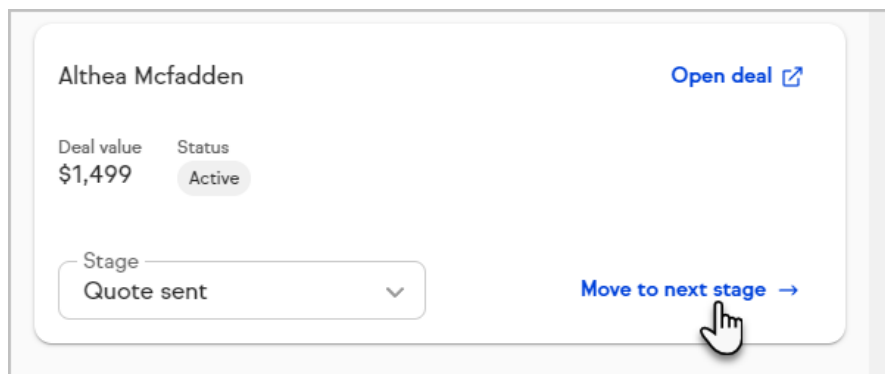 Althea Mcfadden
Open deal
Deal value Status
$1,499 Active
Stage
Quote sent
Move to next stage →